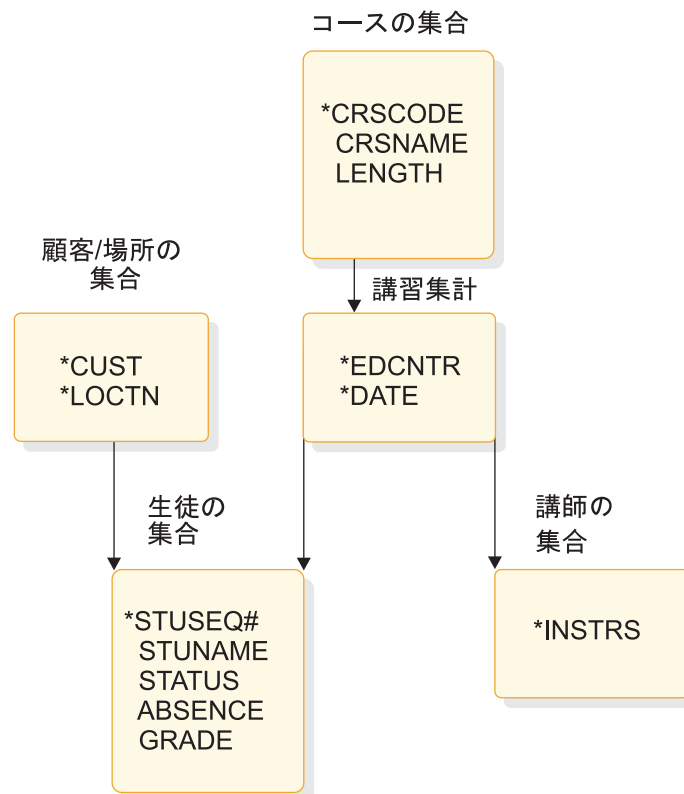 コースの集合
*CRSCODE
CRSNAME
LENGTH
顧客/場所の
集合
講習集計
*CUST
*LOCTN
*EDCNTR
*DATE
生徒の
集合
講師の
集合
*STUSEQ#
STUNAME
STATUS
ABSENCE
GRADE
*INSTRS